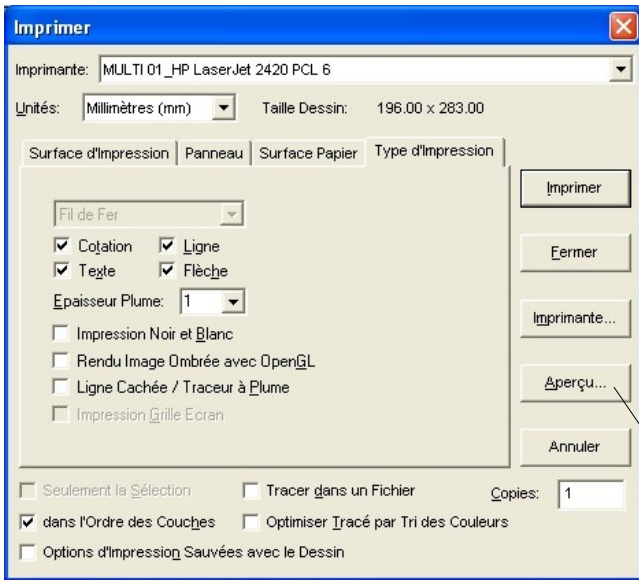 Imprimer
Imprimante: MULTI 01_HP LaserJet 2420 PCL 6
Unités: Millimètres (mm) Taille Dessin: 196.00 x 283.00
Surface d'Impression Panneau Surface Papier Type d'Impression
Fil de Fer
Cotation Ligne
Texte Flèche
Epaisseur Plume: 1
Impression Noir et Blanc
Rendu Image Ombrée avec OpenGL
Ligne Cachée / Traceur à Plume
Impression Grille Ecran
Imprimer
Fermer
Imprimante...
Aperçu...
Annuler
Seulement la Sélection Tracer dans un Fichier Copies: 1
dans l'Ordre des Couches Optimiser Tracé par Tri des Couleurs
Options d'Impression Sauvées avec le Dessin